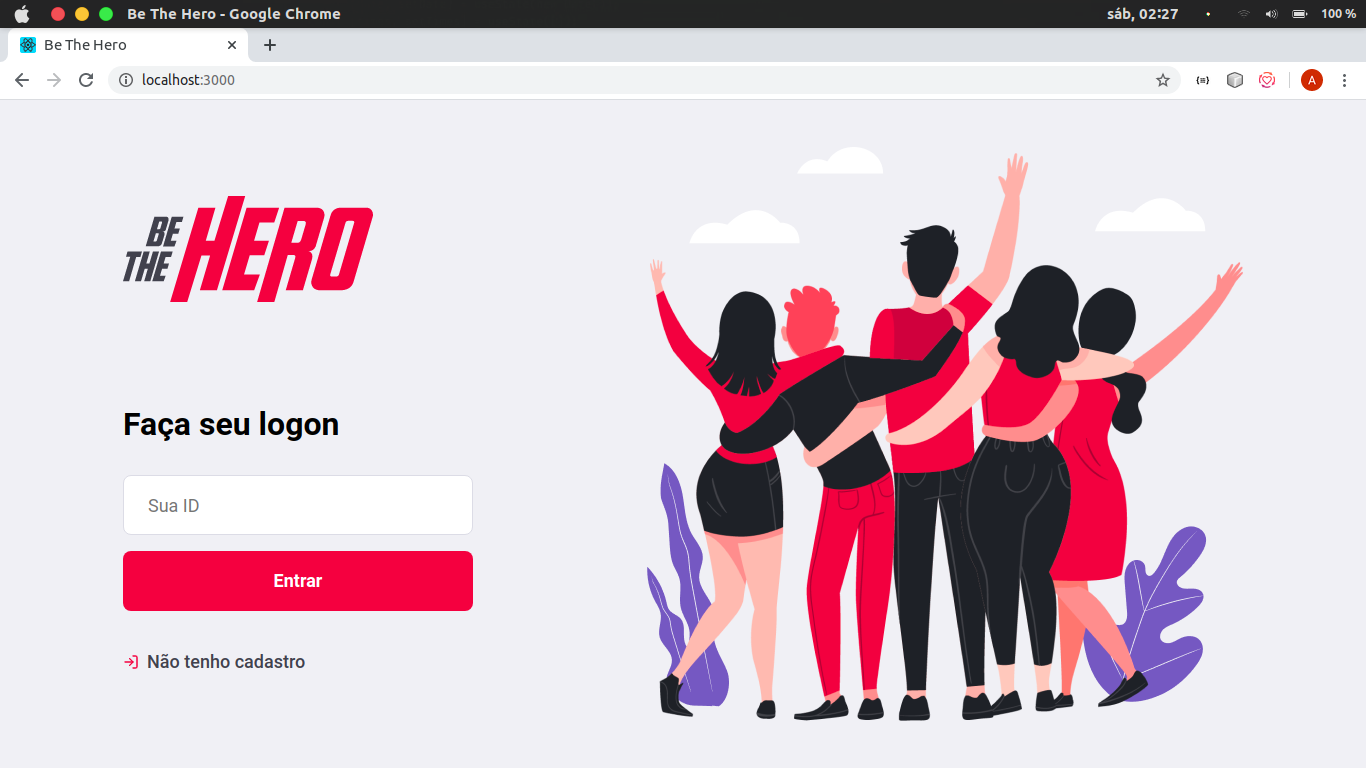 Be The Hero - Google Chrome
sáb, 02:27
100 %
Be The Hero
localhost:3000
A
BE
THE
HERO
Faça seu logon
Sua ID
Entrar
Não tenho cadastro